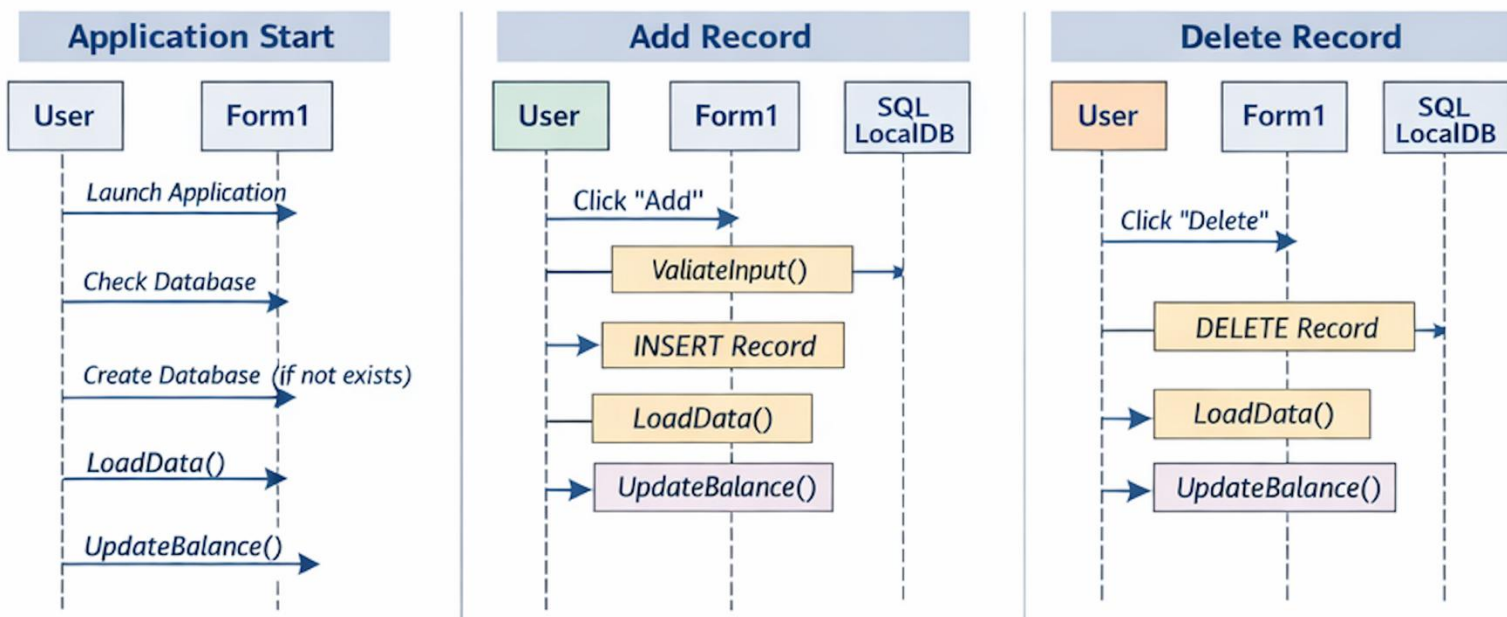 Application Start
User
Form1
Launch Application
Check Database
Create Database (if not exists)
LoadData()
UpdateBalance()
Add Record
User
Form1
SQL
LocalDB
Click "Add"
ValiateInput()
INSERT Record
LoadData()
UpdateBalance()
Delete Record
User
Form1
SQL
LocalDB
Click "Delete"
DELETE Record
LoadData()
UpdateBalance()